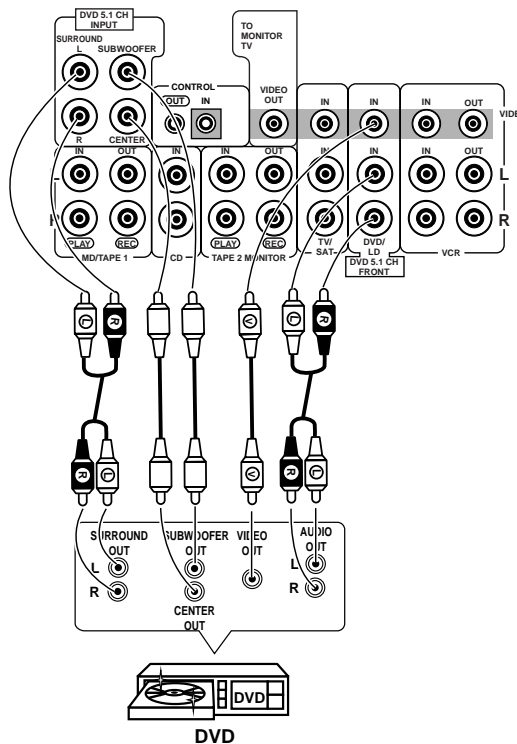 DVD 5.1 CH
INPUT
TO
MONITOR
TV
SURROUND
L SUBWOOFER
CONTROL
OUT IN
VIDEO
OUT
IN IN IN OUT
VIDE
R CENTER
IN OUT IN IN OUT IN IN IN OUT
L L
R R
PLAY REC PLAY REC
MD/TAPE 1 CD TAPE 2 MONITOR
TV/
SAT
DVD/
LD
VCR
DVD 5.1 CH
FRONT
L R V L R
R L V R L
SURROUND
OUT
SUBWOOFER
OUT
VIDEO
OUT
AUDIO
OUT
L L
R R
CENTER
OUT
DVD
DVD